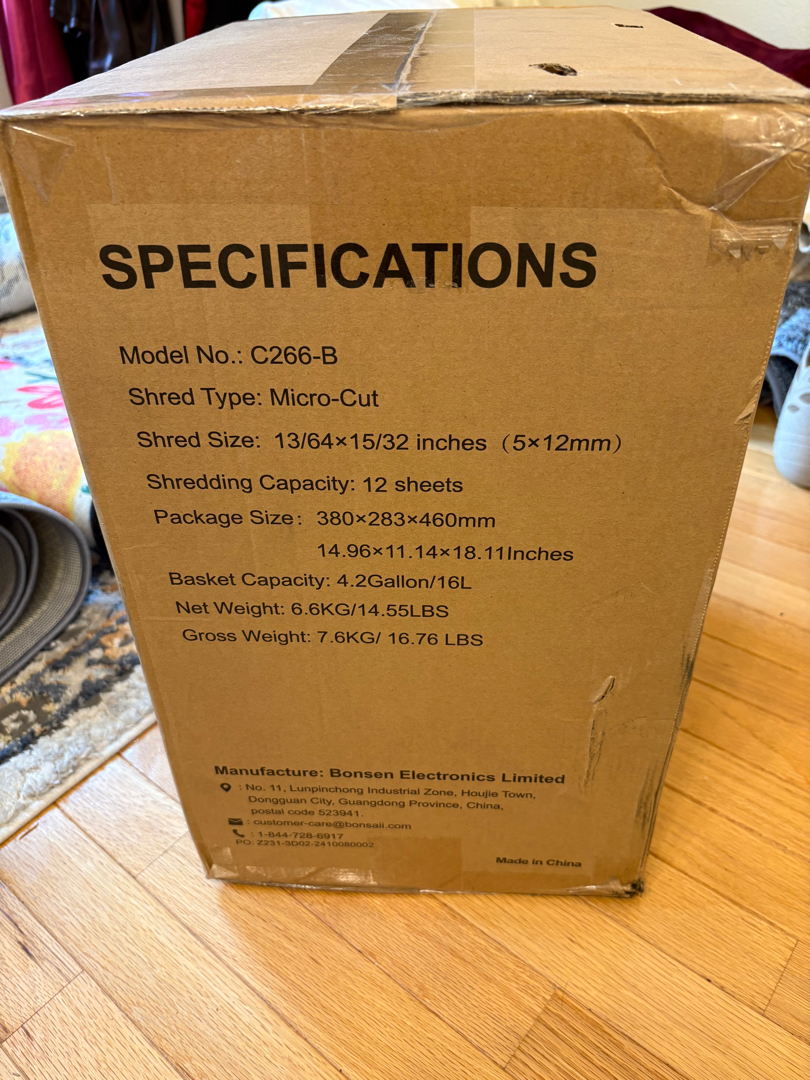 SPECIFICATIONS
Model No.: C266-B
Shred Type: Micro-Cut
Shred Size: 13/64×15/32 inches（5×12mm）
Shredding Capacity: 12 sheets
Package Size： 380×283×460mm
14.96×11.14×18.11Inches
Basket Capacity: 4.2Gallon/16L
Net Weight: 6.6KG/14.55LBS
Gross Weight: 7.6KG/ 16.76 LBS
Manufacture: Bonsen Electronics Limited
: No. 11, Lunpinchong Industrial Zone, Houjie Town,
Dongguan City, Guangdong Province, China,
postal code 523941.
: customer-care@bonsaii.com
: 1-844-728-6917
PO: Z231-3D02-2410080002
Made in China